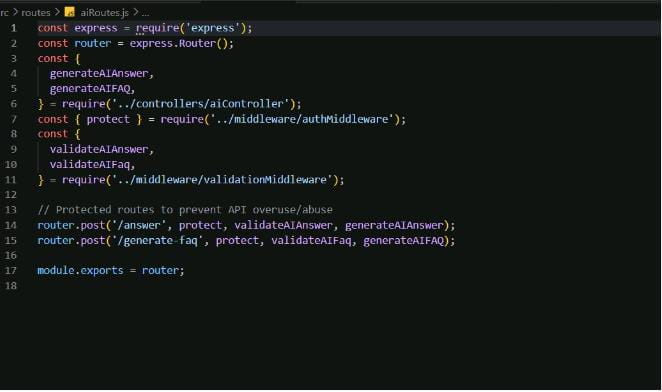 rc > routes > JS aiRoutes.js > ...
1 const express = require('express');
2 const router = express.Router();
3 const {
4   generateAIAnswer,
5   generateAIFAQ,
6 } = require('../controllers/aiController');
7 const { protect } = require('../middleware/authMiddleware');
8 const {
9   validateAIAnswer,
10   validateAIFaq,
11 } = require('../middleware/validationMiddleware');
12
13 // Protected routes to prevent API overuse/abuse
14 router.post('/answer', protect, validateAIAnswer, generateAIAnswer);
15 router.post('/generate-faq', protect, validateAIFaq, generateAIFAQ);
16
17 module.exports = router;
18